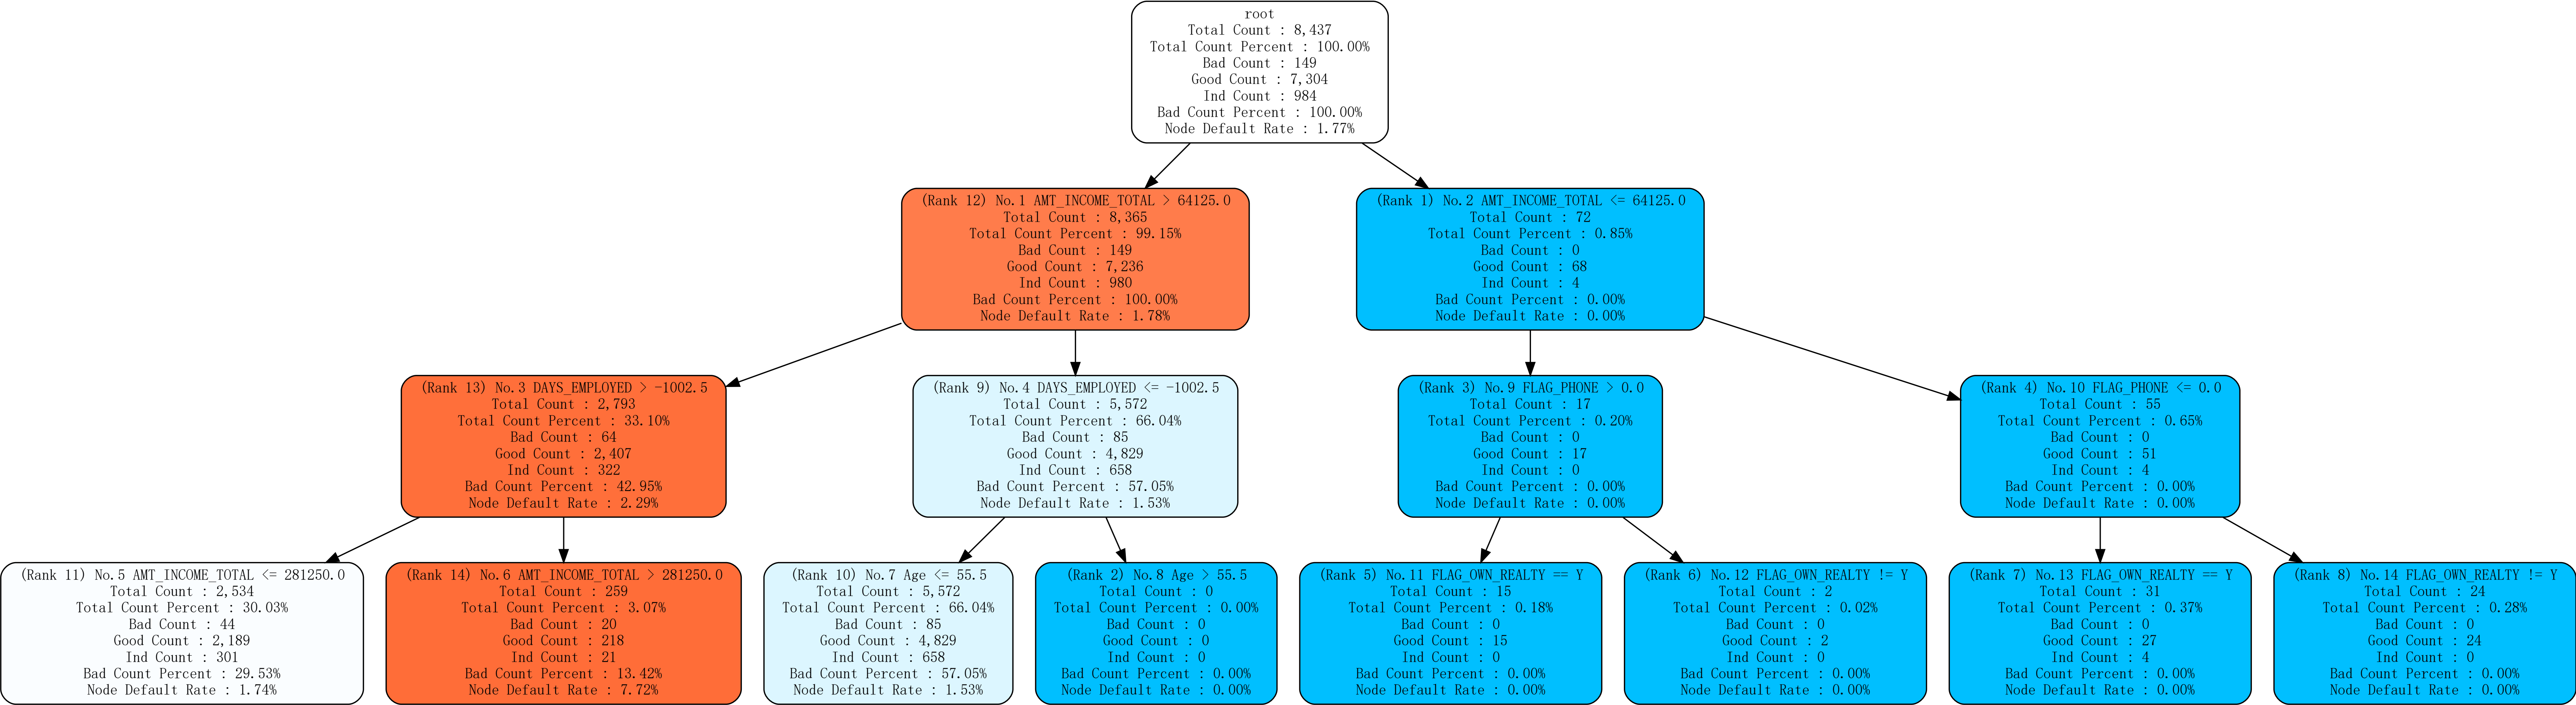 root
Total Count : 8,437
Total Count Percent : 100.00%
Bad Count : 149
Good Count : 7,304
Ind Count : 984
Bad Count Percent : 100.00%
Node Default Rate : 1.77%
(Rank 12) No.1 AMT_INCOME_TOTAL > 64125.0
Total Count : 8,365
Total Count Percent : 99.15%
Bad Count : 149
Good Count : 7,236
Ind Count : 980
Bad Count Percent : 100.00%
Node Default Rate : 1.78%
(Rank 1) No.2 AMT_INCOME_TOTAL <= 64125.0
Total Count : 72
Total Count Percent : 0.85%
Bad Count : 0
Good Count : 68
Ind Count : 4
Bad Count Percent : 0.00%
Node Default Rate : 0.00%
(Rank 13) No.3 DAYS_EMPLOYED > -1002.5
Total Count : 2,793
Total Count Percent : 33.10%
Bad Count : 64
Good Count : 2,407
Ind Count : 322
Bad Count Percent : 42.95%
Node Default Rate : 2.29%
(Rank 9) No.4 DAYS_EMPLOYED <= -1002.5
Total Count : 5,572
Total Count Percent : 66.04%
Bad Count : 85
Good Count : 4,829
Ind Count : 658
Bad Count Percent : 57.05%
Node Default Rate : 1.53%
(Rank 3) No.9 FLAG_PHONE > 0.0
Total Count : 17
Total Count Percent : 0.20%
Bad Count : 0
Good Count : 17
Ind Count : 0
Bad Count Percent : 0.00%
Node Default Rate : 0.00%
(Rank 4) No.10 FLAG_PHONE <= 0.0
Total Count : 55
Total Count Percent : 0.65%
Bad Count : 0
Good Count : 51
Ind Count : 4
Bad Count Percent : 0.00%
Node Default Rate : 0.00%
(Rank 11) No.5 AMT_INCOME_TOTAL <= 281250.0
Total Count : 2,534
Total Count Percent : 30.03%
Bad Count : 44
Good Count : 2,189
Ind Count : 301
Bad Count Percent : 29.53%
Node Default Rate : 1.74%
(Rank 14) No.6 AMT_INCOME_TOTAL > 281250.0
Total Count : 259
Total Count Percent : 3.07%
Bad Count : 20
Good Count : 218
Ind Count : 21
Bad Count Percent : 13.42%
Node Default Rate : 7.72%
(Rank 10) No.7 Age <= 55.5
Total Count : 5,572
Total Count Percent : 66.04%
Bad Count : 85
Good Count : 4,829
Ind Count : 658
Bad Count Percent : 57.05%
Node Default Rate : 1.53%
(Rank 2) No.8 Age > 55.5
Total Count : 0
Total Count Percent : 0.00%
Bad Count : 0
Good Count : 0
Ind Count : 0
Bad Count Percent : 0.00%
Node Default Rate : 0.00%
(Rank 5) No.11 FLAG_OWN_REALTY == Y
Total Count : 15
Total Count Percent : 0.18%
Bad Count : 0
Good Count : 15
Ind Count : 0
Bad Count Percent : 0.00%
Node Default Rate : 0.00%
(Rank 6) No.12 FLAG_OWN_REALTY != Y
Total Count : 2
Total Count Percent : 0.02%
Bad Count : 0
Good Count : 2
Ind Count : 0
Bad Count Percent : 0.00%
Node Default Rate : 0.00%
(Rank 7) No.13 FLAG_OWN_REALTY == Y
Total Count : 31
Total Count Percent : 0.37%
Bad Count : 0
Good Count : 27
Ind Count : 4
Bad Count Percent : 0.00%
Node Default Rate : 0.00%
(Rank 8) No.14 FLAG_OWN_REALTY != Y
Total Count : 24
Total Count Percent : 0.28%
Bad Count : 0
Good Count : 24
Ind Count : 0
Bad Count Percent : 0.00%
Node Default Rate : 0.00%